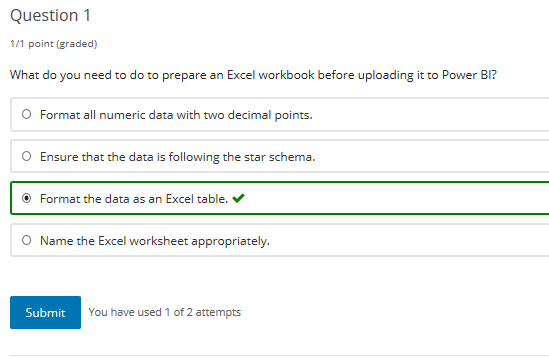 Question 1
1/1 point (graded)
What do you need to do to prepare an Excel workbook before uploading it to Power BI?
Format all numeric data with two decimal points.
Ensure that the data is following the star schema.
Format the data as an Excel table.
Name the Excel worksheet appropriately.
Submit You have used 1 of 2 attempts